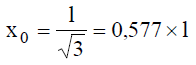 x₀ = 1/√3 = 0,577 × 1